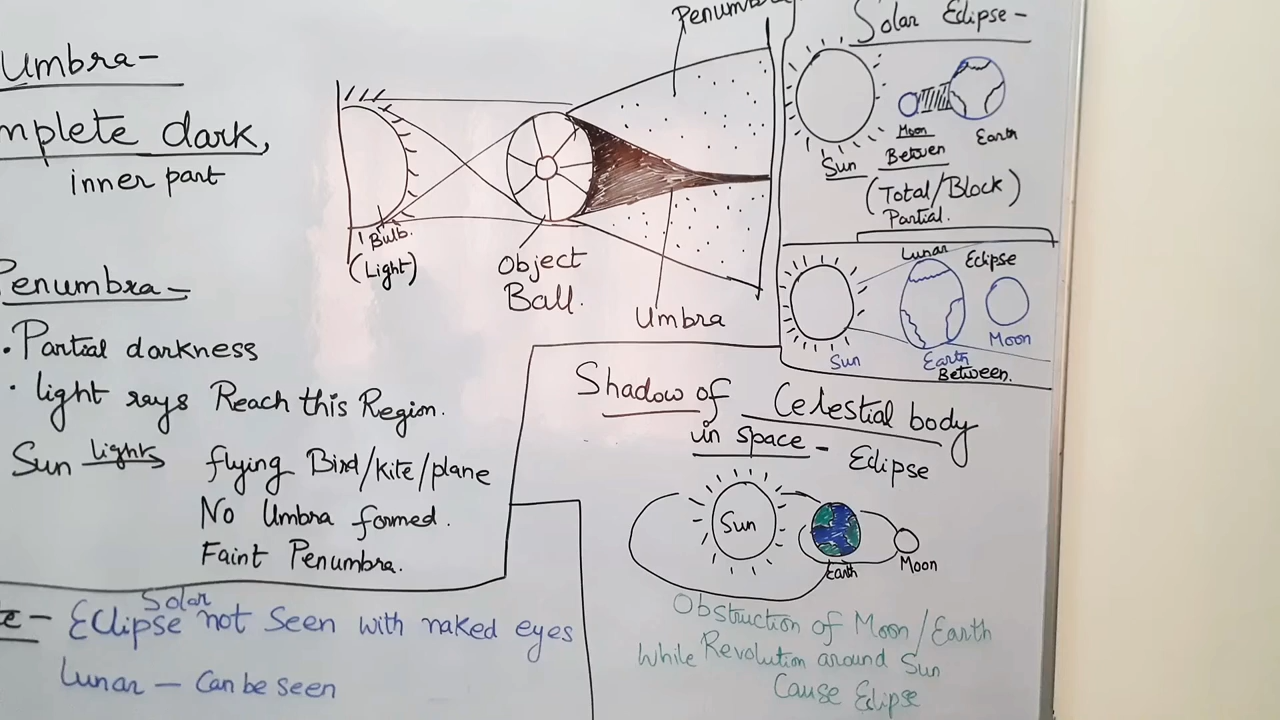 Umbra-
mplete dark,
inner part
Penumbra-
. Partial darkness
. light rays Reach this Region.
Sun lights flying Bird/kite/plane
No Umbra formed.
Faint Penumbra.
e - Solar
Eclipse not seen with naked eyes
Lunar - Can be seen
Penumbra
Bulb.
(Light)
Object
Ball.
Umbra
Solar Eclipse-
Sun
Moon
Between
Earth
(Total/Block)
Partial.
Lunar Eclipse
Sun
Earth
Between.
Moon
Shadow of Celestial body
in space - Eclipse
Sun
Earth
Moon
Obstruction of Moon/Earth
While Revolution around Sun
Cause Eclipse